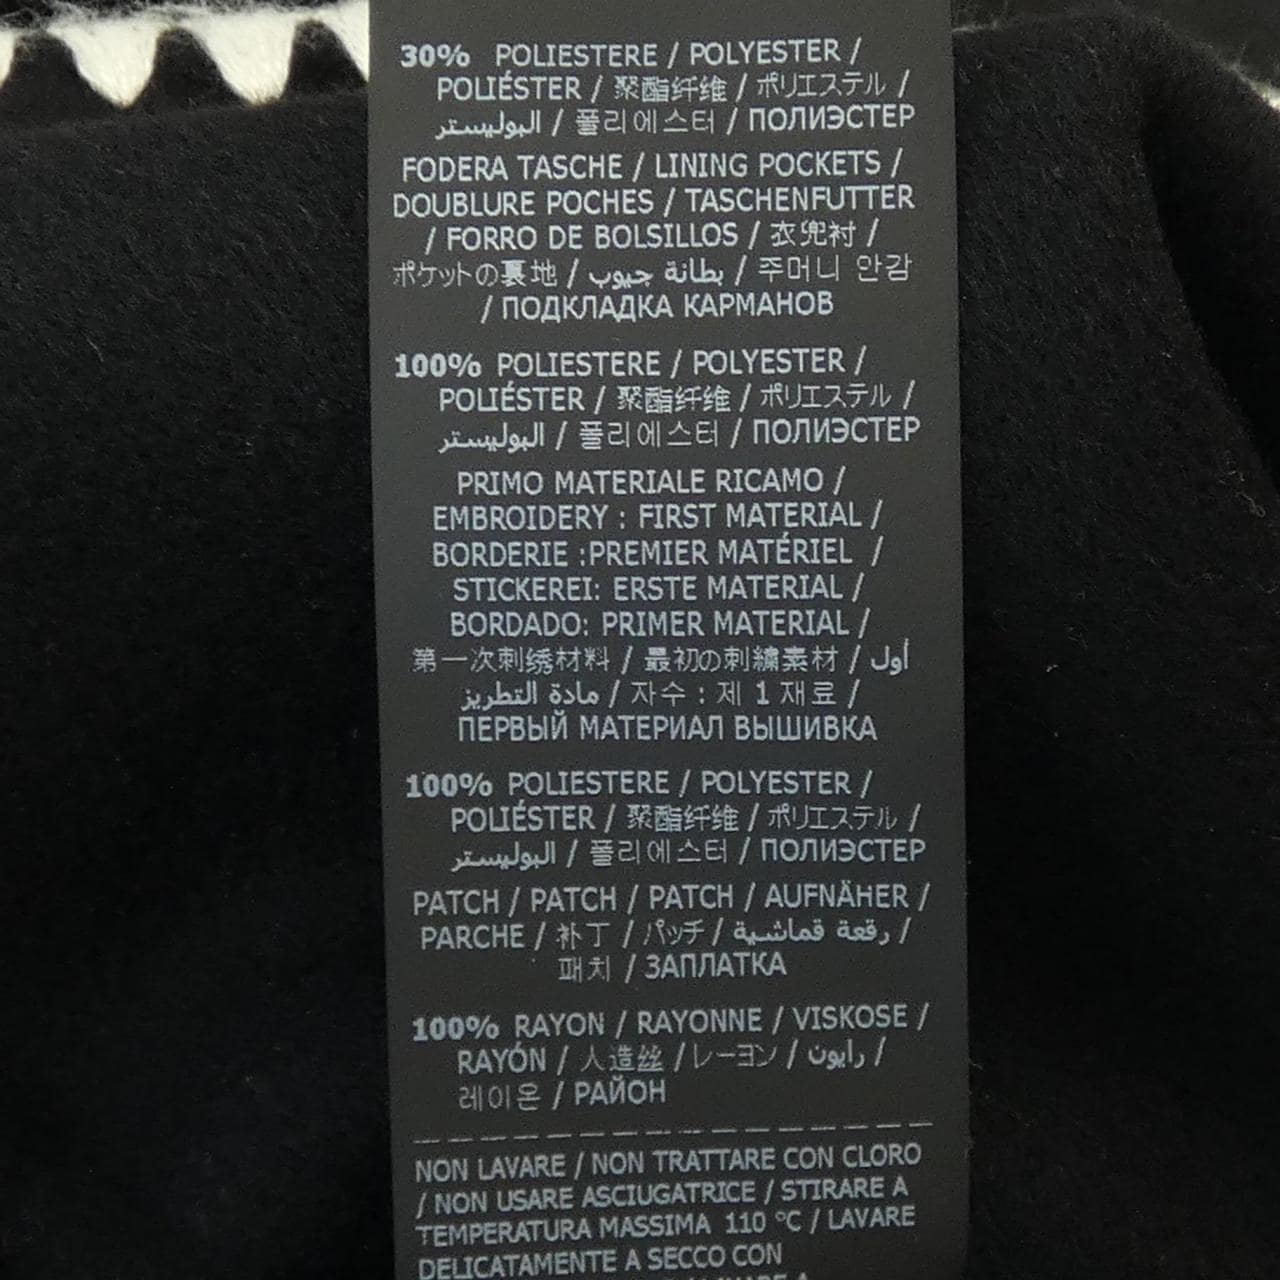 30% POLIESTERE / POLYESTER /
POLIÉSTER / 聚酯纤维 / ポリエステル /
البوليستر / 폴리에스터 / ПОЛИЭСТЕР
FODERA TASCHE / LINING POCKETS /
DOUBLURE POCHES / TASCHENFUTTER
/ FORRO DE BOLSILLOS / 衣兜衬 /
ポケットの裏地 / بطانة جيوب / 주머니 안감
/ ПОДКЛАДКА КАРМАНОВ
100% POLIESTERE / POLYESTER /
POLIÉSTER / 聚酯纤维 / ポリエステル /
البوليستر / 폴리에스터 / ПОЛИЭСТЕР
PRIMO MATERIALE RICAMO /
EMBROIDERY : FIRST MATERIAL /
BORDERIE :PREMIER MATÉRIEL /
STICKEREI: ERSTE MATERIAL /
BORDADO: PRIMER MATERIAL /
第一次刺绣材料 / 最初の刺繍素材 / أول
مادة التطريز / 자수 : 제 1 재료 /
ПЕРВЫЙ МАТЕРИАЛ ВЫШИВКА
100% POLIESTERE / POLYESTER /
POLIÉSTER / 聚酯纤维 / ポリエステル /
البوليستر / 폴리에스터 / ПОЛИЭСТЕР
PATCH / PATCH / PATCH / AUFNÄHER /
PARCHE / 补丁 / パッチ / رقعة قماشية /
패치 / ЗАПЛАТКА
100% RAYON / RAYONNE / VISKOSE /
RAYÓN / 人造丝 / レーヨン / رايون /
레이온 / РАЙОН
NON LAVARE / NON TRATTARE CON CLORO
/ NON USARE ASCIUGATRICE / STIRARE A
TEMPERATURA MASSIMA 110 °C / LAVARE
DELICATAMENTE A SECCO CON